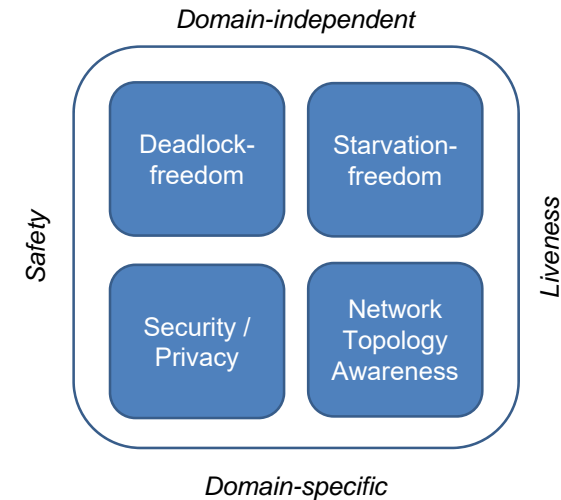 Domain-independent
Deadlock-
freedom
Starvation-
freedom
Safety
Liveness
Security /
Privacy
Network
Topology
Awareness
Domain-specific